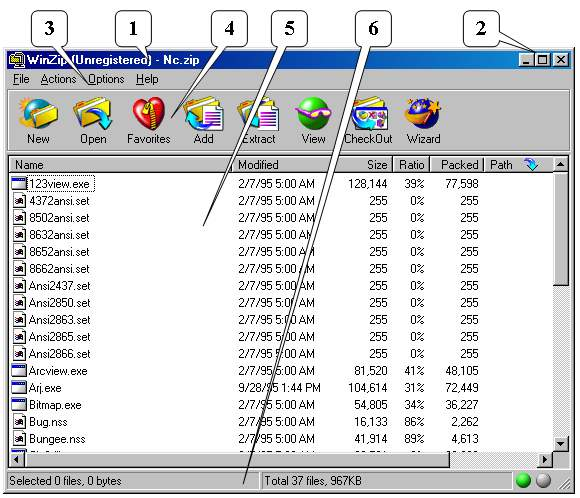 3 1 4 5 6 2
WinZip (Unregistered) - Nc.zip
File Actions Options Help
New Open Favorites Add Extract View CheckOut Wizard
Name Modified Size Ratio Packed Path
123view.exe 2/7/95 5:00 AM 128,144 39% 77,598
4372ansi.set 2/7/95 5:00 AM 255 0% 255
8502ansi.set 2/7/95 5:00 AM 255 0% 255
8632ansi.set 2/7/95 5:00 AM 255 0% 255
8652ansi.set 2/7/95 5:00 AM 255 0% 255
8662ansi.set 2/7/95 5:00 AM 255 0% 255
Ansi2437.set 2/7/95 5:00 AM 255 0% 255
Ansi2850.set 2/7/95 5:00 AM 255 0% 255
Ansi2863.set 2/7/95 5:00 AM 255 0% 255
Ansi2865.set 2/7/95 5:00 AM 255 0% 255
Ansi2866.set 2/7/95 5:00 AM 255 0% 255
Arcview.exe 2/7/95 5:00 AM 81,520 41% 48,105
Arj.exe 9/28/95 1:44 PM 104,614 31% 72,449
Bitmap.exe 2/7/95 5:00 AM 54,805 34% 36,227
Bug.nss 2/7/95 5:00 AM 16,133 86% 2,262
Bungee.nss 2/7/95 5:00 AM 41,914 89% 4,613
Selected 0 files, 0 bytes Total 37 files, 967KB